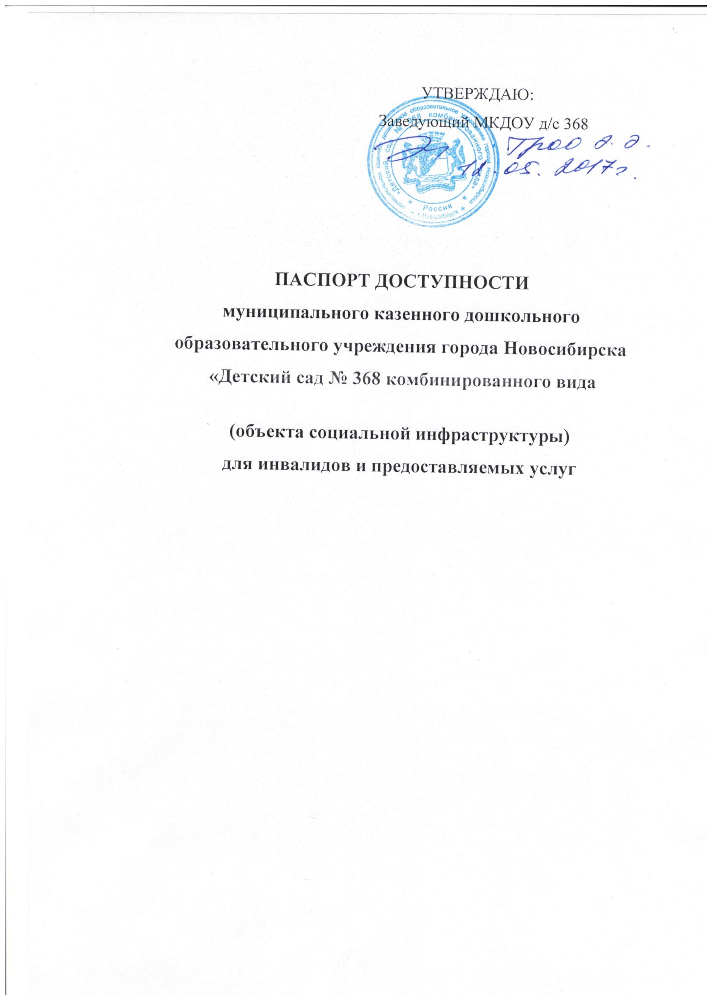 УТВЕРЖДАЮ:
Заведующий МКДОУ д/с 368
.05.2017г.
муниципальное казенное дошкольное образовательное учреждение города Новосибирска
«Детский сад № 368 комбинированного вида»
* Россия *
г.Новосибирск *
ПАСПОРТ ДОСТУПНОСТИ
муниципального казенного дошкольного
образовательного учреждения города Новосибирска
«Детский сад № 368 комбинированного вида
(объекта социальной инфраструктуры)
для инвалидов и предоставляемых услуг